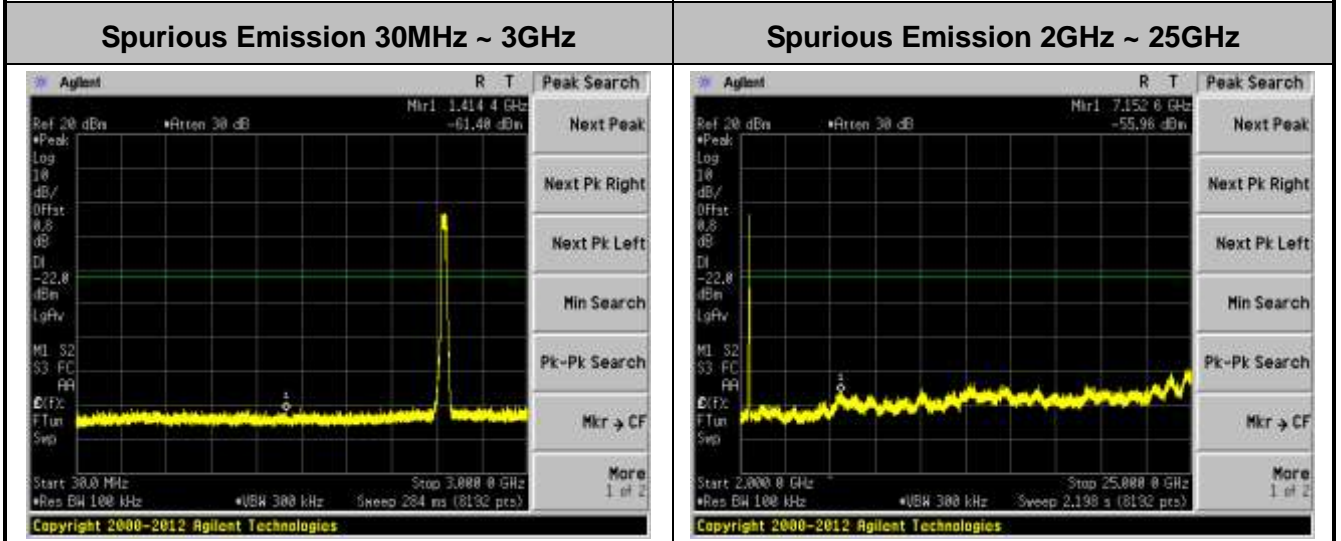 Spurious Emission 30MHz ~ 3GHz
Agilent
R T
Mkr1 1.414 4 GHz
Ref 20 dBm
*Atten 30 dB
-61.40 dBm
*Peak
Log
10
dB/
Offst
0.8
dB
DI
-22.0
dBm
LgAv
M1 S2
S3 FC
AA
£(f):
FTun
Swp
1
Start 30.0 MHz
Stop 3.000 0 GHz
*Res BW 100 kHz
*VBW 300 kHz
Sweep 284 ms (8192 pts)
Copyright 2000-2012 Agilent Technologies
Peak Search
Next Peak
Next Pk Right
Next Pk Left
Min Search
Pk-Pk Search
Mkr → CF
More
1 of 2
Spurious Emission 2GHz ~ 25GHz
Agilent
R T
Mkr1 7.152 6 GHz
Ref 20 dBm
*Atten 30 dB
-55.96 dBm
*Peak
Log
10
dB/
Offst
0.8
dB
DI
-22.0
dBm
LgAv
M1 S2
S3 FC
AA
£(f):
FTun
Swp
1
Start 2.000 0 GHz
Stop 25.000 0 GHz
*Res BW 100 kHz
*VBW 300 kHz
Sweep 2.198 s (8192 pts)
Copyright 2000-2012 Agilent Technologies
Peak Search
Next Peak
Next Pk Right
Next Pk Left
Min Search
Pk-Pk Search
Mkr → CF
More
1 of 2